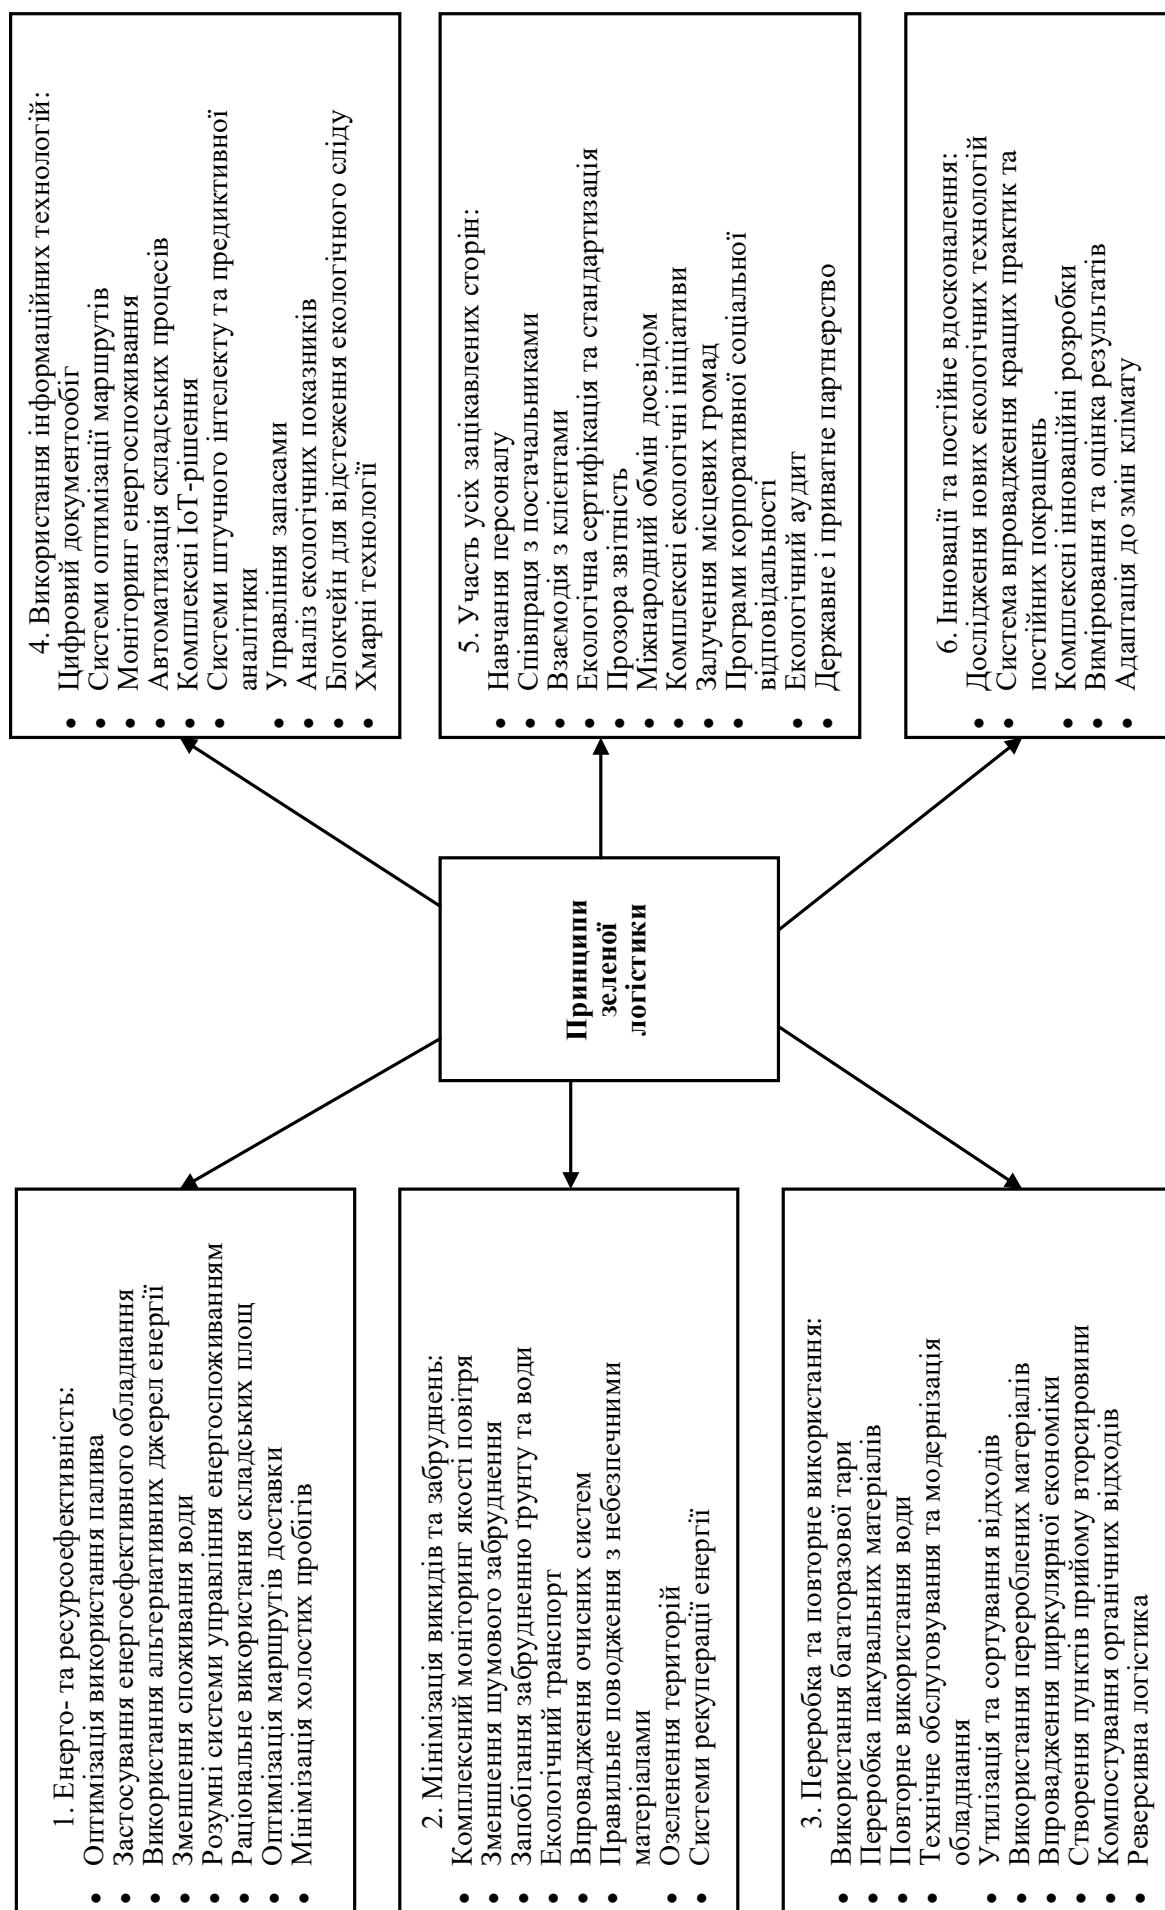 1. Енерго- та ресурсоефективність:
• Оптимізація використання палива
• Застосування енергоефективного обладнання
• Використання альтернативних джерел енергії
• Зменшення споживання води
• Розумні системи управління енергоспоживанням
• Раціональне використання складських площ
• Оптимізація маршрутів доставки
• Мінімізація холостих пробігів
2. Мінімізація викидів та забруднень:
• Комплексний моніторинг якості повітря
• Зменшення шумового забруднення
• Запобігання забрудненню ґрунту та води
• Екологічний транспорт
• Впровадження очисних систем
• Правильне поводження з небезпечними
матеріалами
• Озеленення територій
• Системи рекуперації енергії
3. Переробка та повторне використання:
• Використання багаторазової тари
• Переробка пакувальних матеріалів
• Повторне використання води
• Технічне обслуговування та модернізація
обладнання
• Утилізація та сортування відходів
• Використання перероблених матеріалів
• Впровадження циркулярної економіки
• Створення пунктів прийому вторсировини
• Компостування органічних відходів
• Реверсивна логістика
Принципи
зеленої
логістики
4. Використання інформаційних технологій:
• Цифровий документообіг
• Системи оптимізації маршрутів
• Моніторинг енергоспоживання
• Автоматизація складських процесів
• Комплексні IoT-рішення
• Системи штучного інтелекту та предиктивної
аналітики
• Управління запасами
• Аналіз екологічних показників
• Блокчейн для відстеження екологічного сліду
• Хмарні технології
5. Участь усіх зацікавлених сторін:
• Навчання персоналу
• Співпраця з постачальниками
• Взаємодія з клієнтами
• Екологічна сертифікація та стандартизація
• Прозора звітність
• Міжнародний обмін досвідом
• Комплексні екологічні ініціативи
• Залучення місцевих громад
• Програми корпоративної соціальної
відповідальності
• Екологічний аудит
• Державне і приватне партнерство
6. Інновації та постійне вдосконалення:
• Дослідження нових екологічних технологій
• Система впровадження кращих практик та
постійних покращень
• Комплексні інноваційні розробки
• Вимірювання та оцінка результатів
• Адаптація до змін клімату